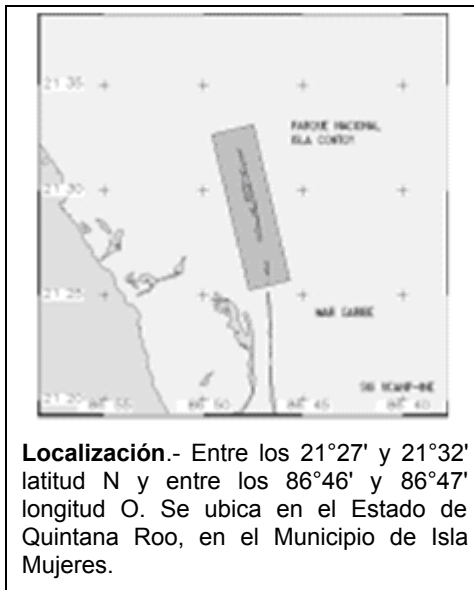 21 35
PARQUE NACIONAL
ISLA CONTOY
21 30
21 25
MAR CARIBE
21 20
86 55
86 50
86 45
86 40
Localización.- Entre los 21°27' y 21°32'
latitud N y entre los 86°46' y 86°47'
longitud O. Se ubica en el Estado de
Quintana Roo, en el Municipio de Isla
Mujeres.